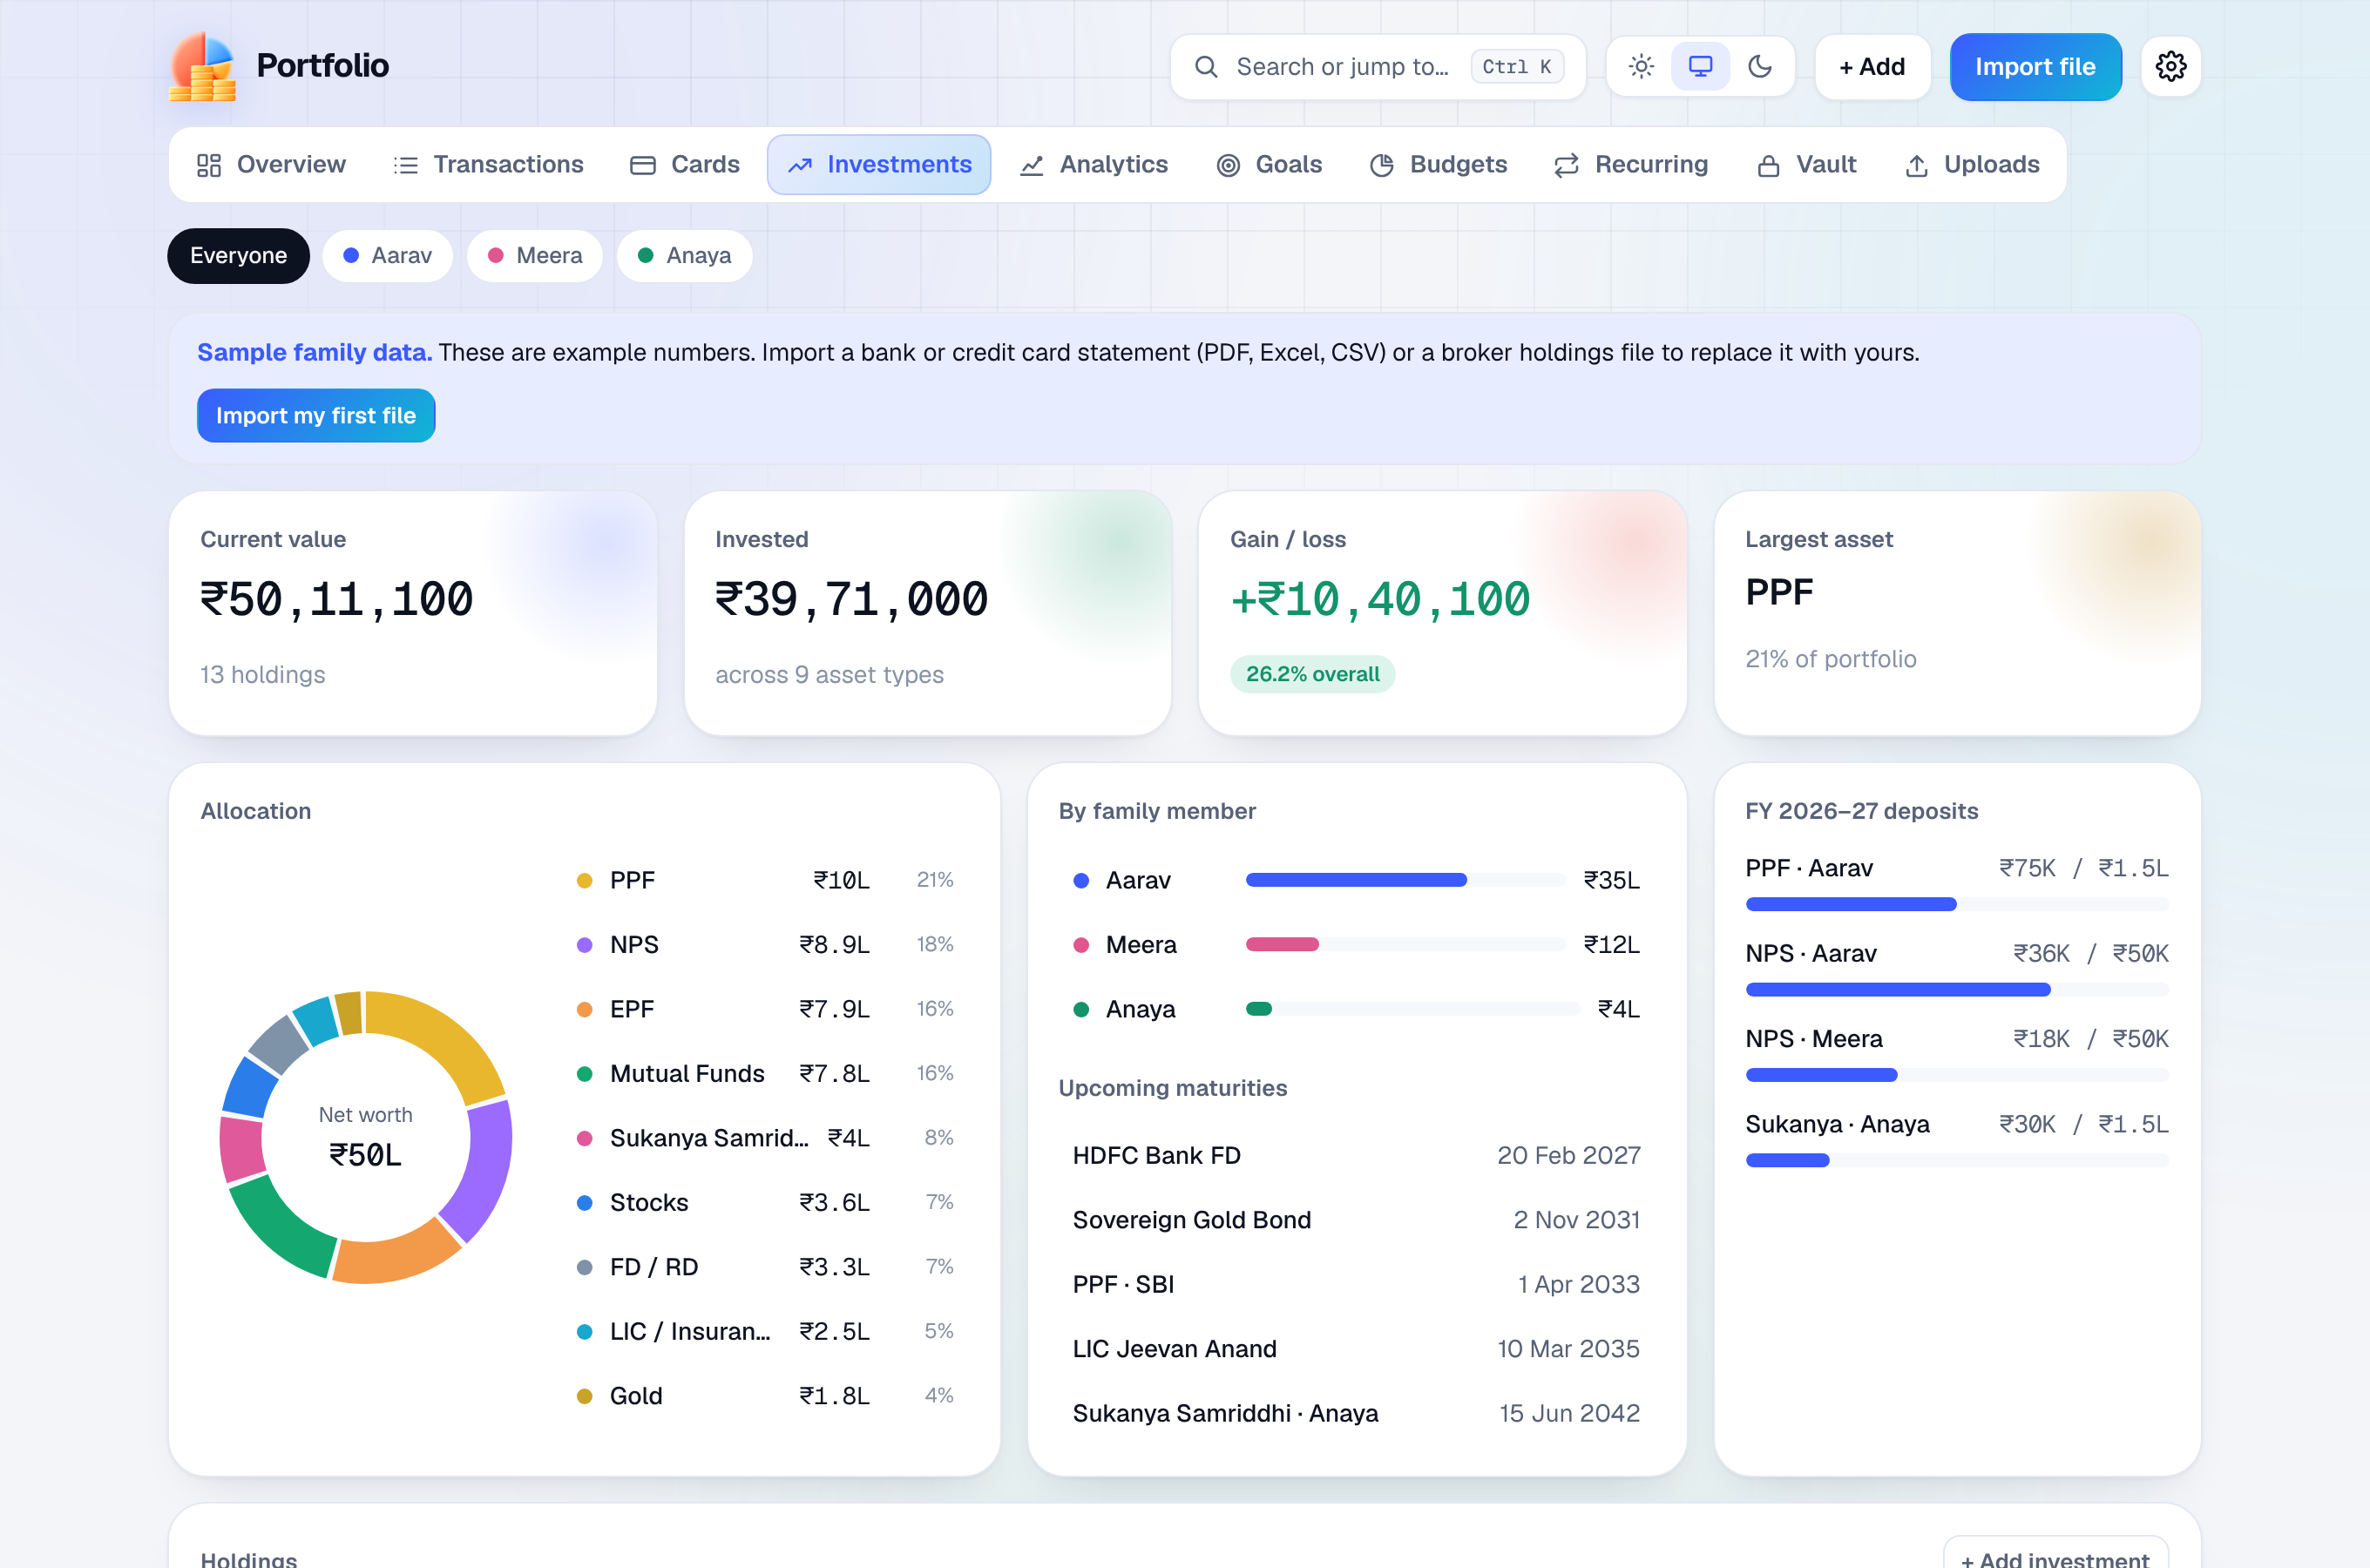 Portfolio
Search or jump to... Ctrl K
+ Add
Import file
Overview Transactions Cards Investments Analytics Goals Budgets Recurring Vault Uploads
Everyone Aarav Meera Anaya
Sample family data. These are example numbers. Import a bank or credit card statement (PDF, Excel, CSV) or a broker holdings file to replace it with yours.
Import my first file
Current value
₹50,11,100
13 holdings
Invested
₹39,71,000
across 9 asset types
Gain / loss
+₹10,40,100
26.2% overall
Largest asset
PPF
21% of portfolio
Allocation
Net worth
₹50L
PPF ₹10L 21%
NPS ₹8.9L 18%
EPF ₹7.9L 16%
Mutual Funds ₹7.8L 16%
Sukanya Samrid... ₹4L 8%
Stocks ₹3.6L 7%
FD / RD ₹3.3L 7%
LIC / Insuran... ₹2.5L 5%
Gold ₹1.8L 4%
By family member
Aarav ₹35L
Meera ₹12L
Anaya ₹4L
Upcoming maturities
HDFC Bank FD 20 Feb 2027
Sovereign Gold Bond 2 Nov 2031
PPF · SBI 1 Apr 2033
LIC Jeevan Anand 10 Mar 2035
Sukanya Samriddhi · Anaya 15 Jun 2042
FY 2026–27 deposits
PPF · Aarav ₹75K / ₹1.5L
NPS · Aarav ₹36K / ₹50K
NPS · Meera ₹18K / ₹50K
Sukanya · Anaya ₹30K / ₹1.5L
Holdings
+ Add investment